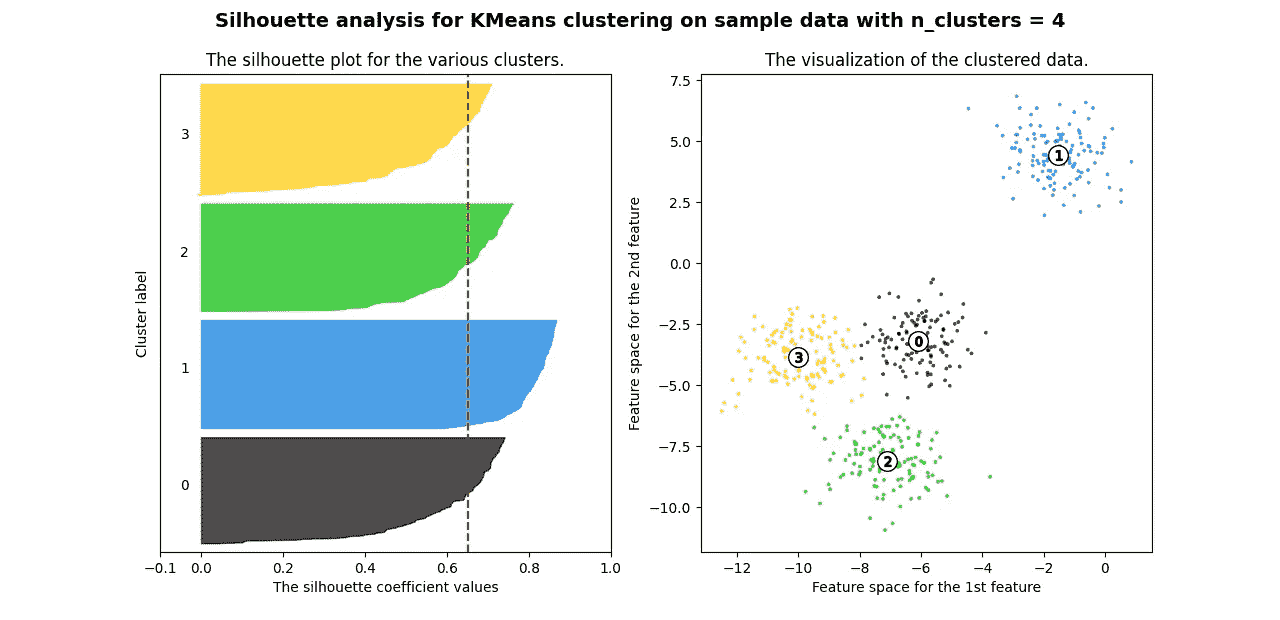 Silhouette analysis for KMeans clustering on sample data with n_clusters = 4
The silhouette plot for the various clusters.
Cluster label
3
2
1
0
−0.1 0.0 0.2 0.4 0.6 0.8 1.0
The silhouette coefficient values
The visualization of the clustered data.
Feature space for the 2nd feature
7.5
5.0
2.5
0.0
−2.5
−5.0
−7.5
−10.0
1
0
3
2
−12 −10 −8 −6 −4 −2 0
Feature space for the 1st feature